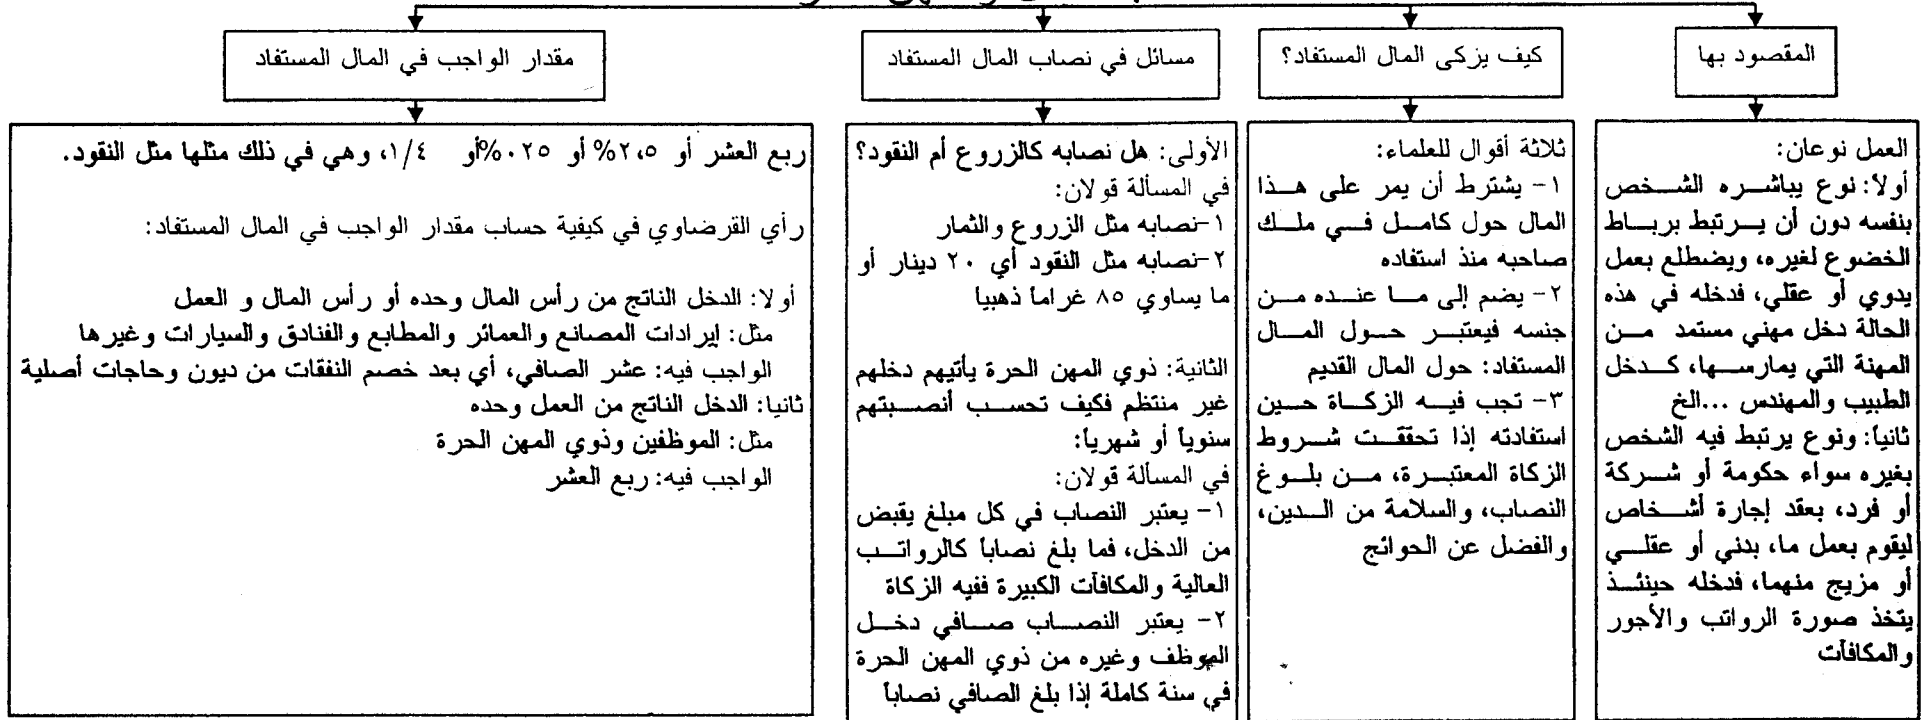 المقصود بها
كيف يزكى المال المستفاد؟
مسائل في نصاب المال المستفاد
مقدار الواجب في المال المستفاد
العمل نوعان:
أولاً: نوع يباشره الشخص
بنفسه دون أن يرتبط برباط
الخضوع لغيره، ويضطلع بعمل
يدوي أو عقلي، فدخله في هذه
الحالة دخل مهني مستمد من
المهنة التي يمارسها، كدخل
الطبيب والمهندس ...الخ
ثانياً: ونوع يرتبط فيه الشخص
بغيره سواء حكومة أو شركة
أو فرد، بعقد إجارة أشخاص
ليقوم بعمل ما، بدني أو عقلي
أو مزيج منهما، فدخله حينئذ
يتخذ صورة الرواتب والأجور
والمكافآت
ثلاثة أقوال للعلماء:
١- يشترط أن يمر على هذا
المال حول كامل في ملك
صاحبه منذ استفاده
٢- يضم إلى ما عنده من
جنسه فيعتبر حول المال
المستفاد: حول المال القديم
٣- تجب فيه الزكاة حين
استفادته إذا تحققت شروط
الزكاة المعتبرة، من بلوغ
النصاب، والسلامة من الدين،
والفضل عن الحوائج
الأولى: هل نصابه كالزروع أم النقود؟
في المسألة قولان:
١-نصابه مثل الزروع والثمار
٢-نصابه مثل النقود أي ٢٠ دينار أو
ما يساوي ٨٥ غراما ذهبيا
الثانية: ذوي المهن الحرة يأتيهم دخلهم
غير منتظم فكيف تحسب أنصبتهم
سنوياً أو شهرياً:
في المسألة قولان:
١- يعتبر النصاب في كل مبلغ يقبض
من الدخل، فما بلغ نصاباً كالرواتب
العالية والمكافآت الكبيرة ففيه الزكاة
٢- يعتبر النصاب صافي دخل
الموظف وغيره من ذوي المهن الحرة
في سنة كاملة إذا بلغ الصافي نصاباً
ربع العشر أو ٢،٥% أو ٠٢٥.%أو ١/٤، وهي في ذلك مثلها مثل النقود.
رأي القرضاوي في كيفية حساب مقدار الواجب في المال المستفاد:
أولا: الدخل الناتج من رأس المال وحده أو رأس المال و العمل
مثل: إيرادات المصانع والعمائر والمطابع والفنادق والسيارات وغيرها
الواجب فيه: عشر الصافي، أي بعد خصم النفقات من ديون وحاجات أصلية
ثانيا: الدخل الناتج من العمل وحده
مثل: الموظفين وذوي المهن الحرة
الواجب فيه: ربع العشر